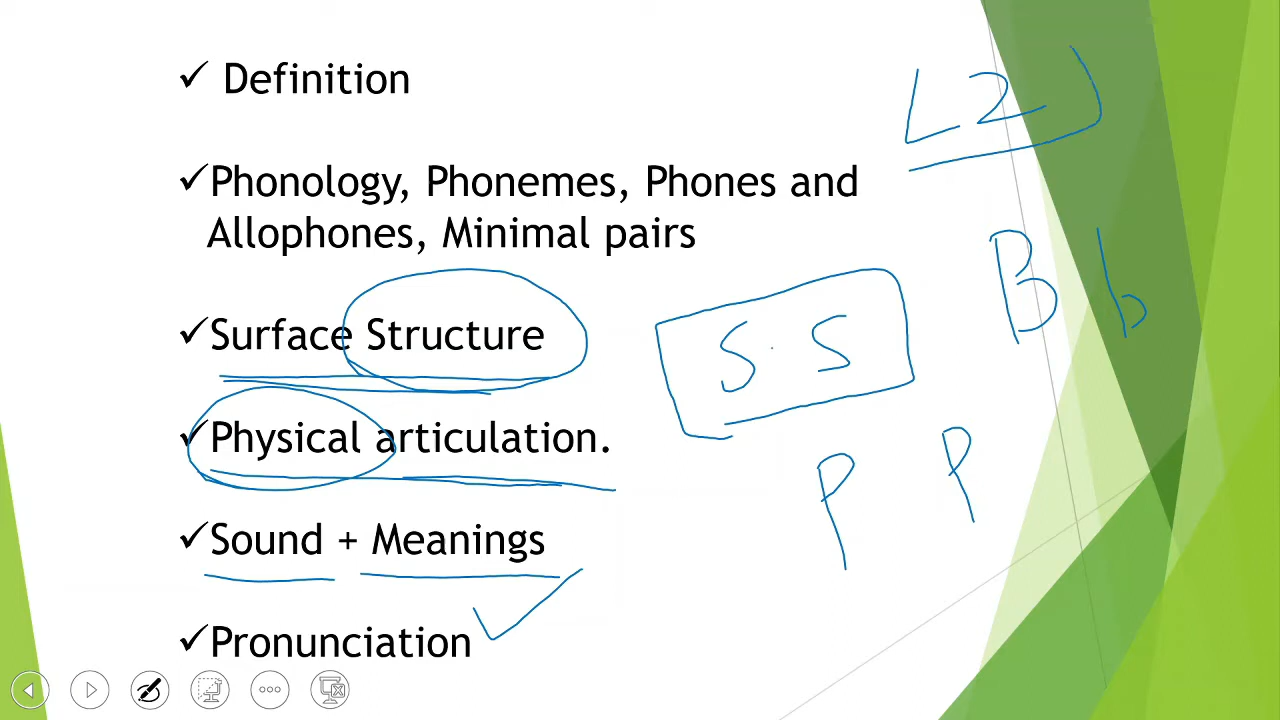 ✓ Definition
L2
✓Phonology, Phonemes, Phones and
Allophones, Minimal pairs
B b
✓Surface Structure
S S
✓Physical articulation.
P P
✓Sound + Meanings
✓Pronunciation